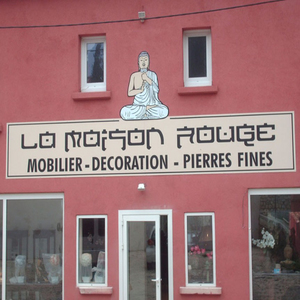 LA MAISON ROUGE
MOBILIER - DECORATION - PIERRES FINES